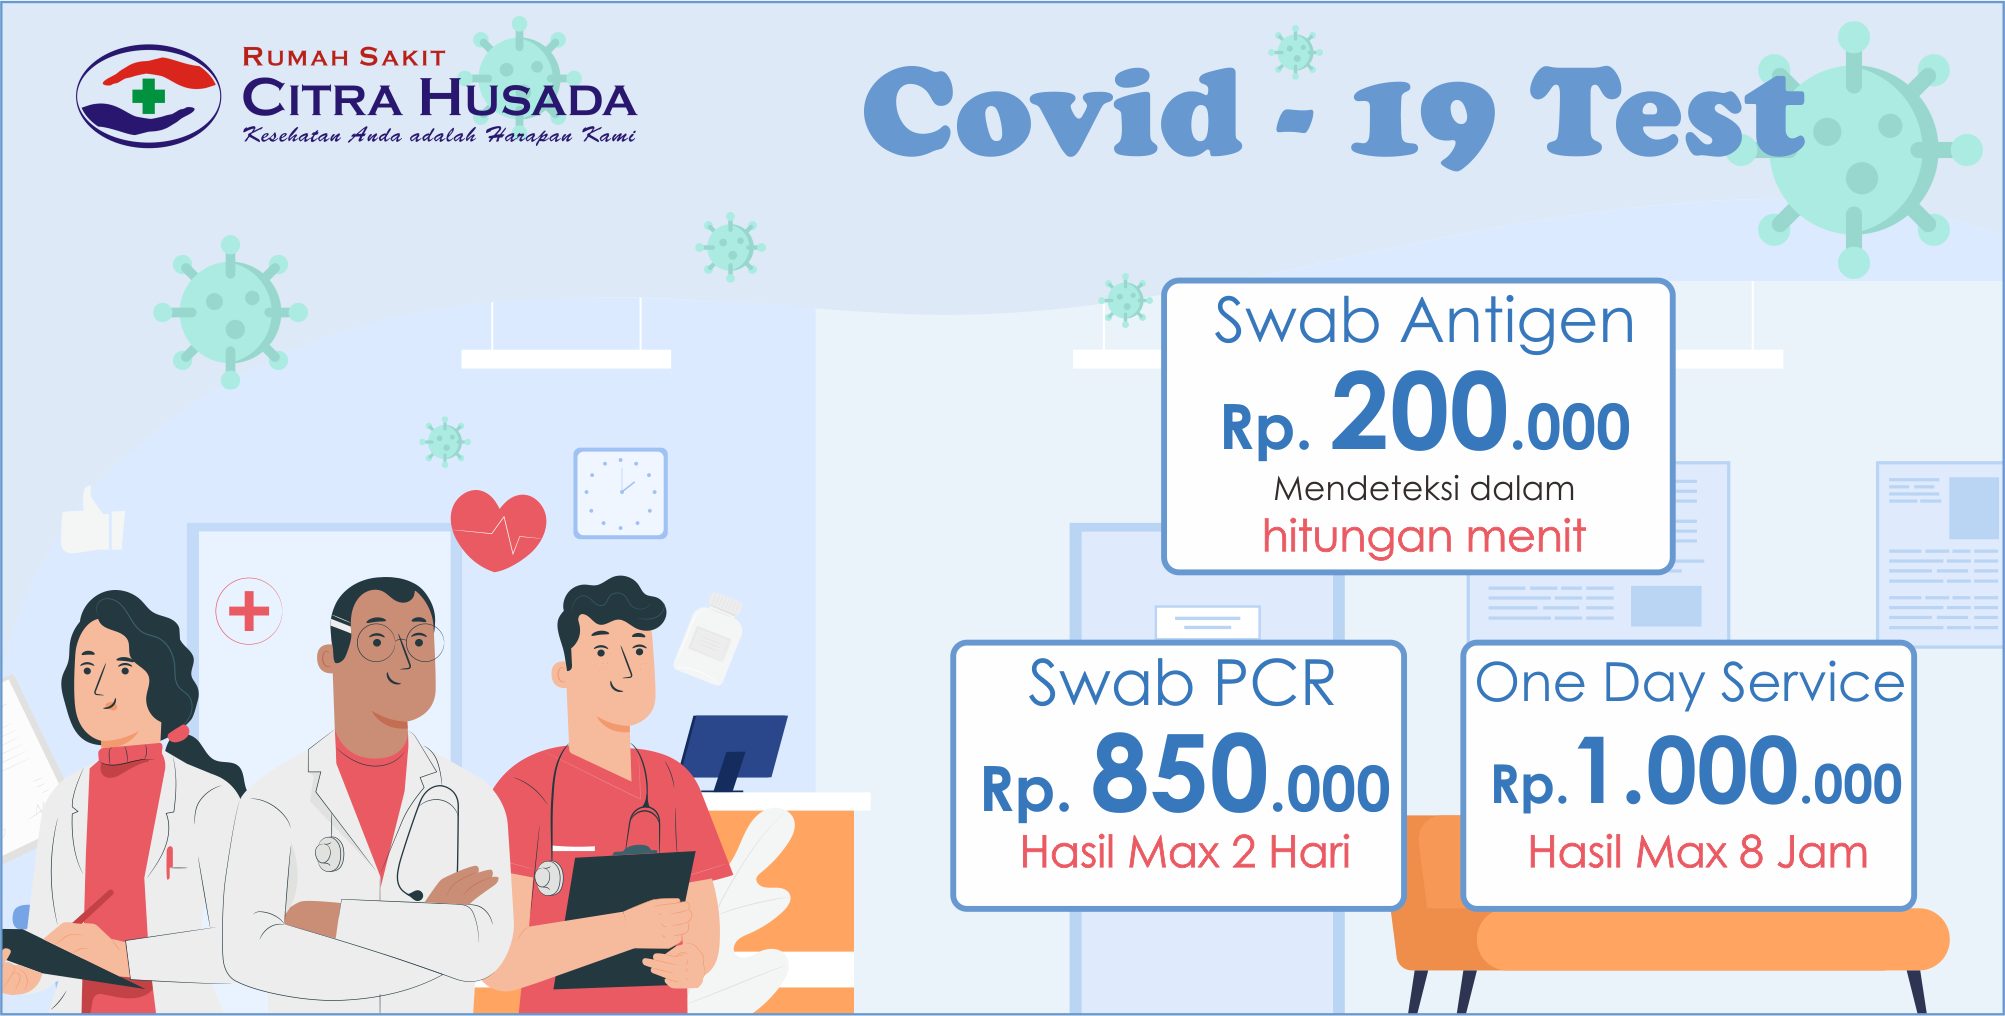 RUMAH SAKIT
CITRA HUSADA
Kesehatan Anda adalah Harapan Kami
Covid - 19 Test
Swab Antigen
Rp. 200.000
Mendeteksi dalam
hitungan menit
Swab PCR
Rp. 850.000
Hasil Max 2 Hari
One Day Service
Rp.1.000.000
Hasil Max 8 Jam